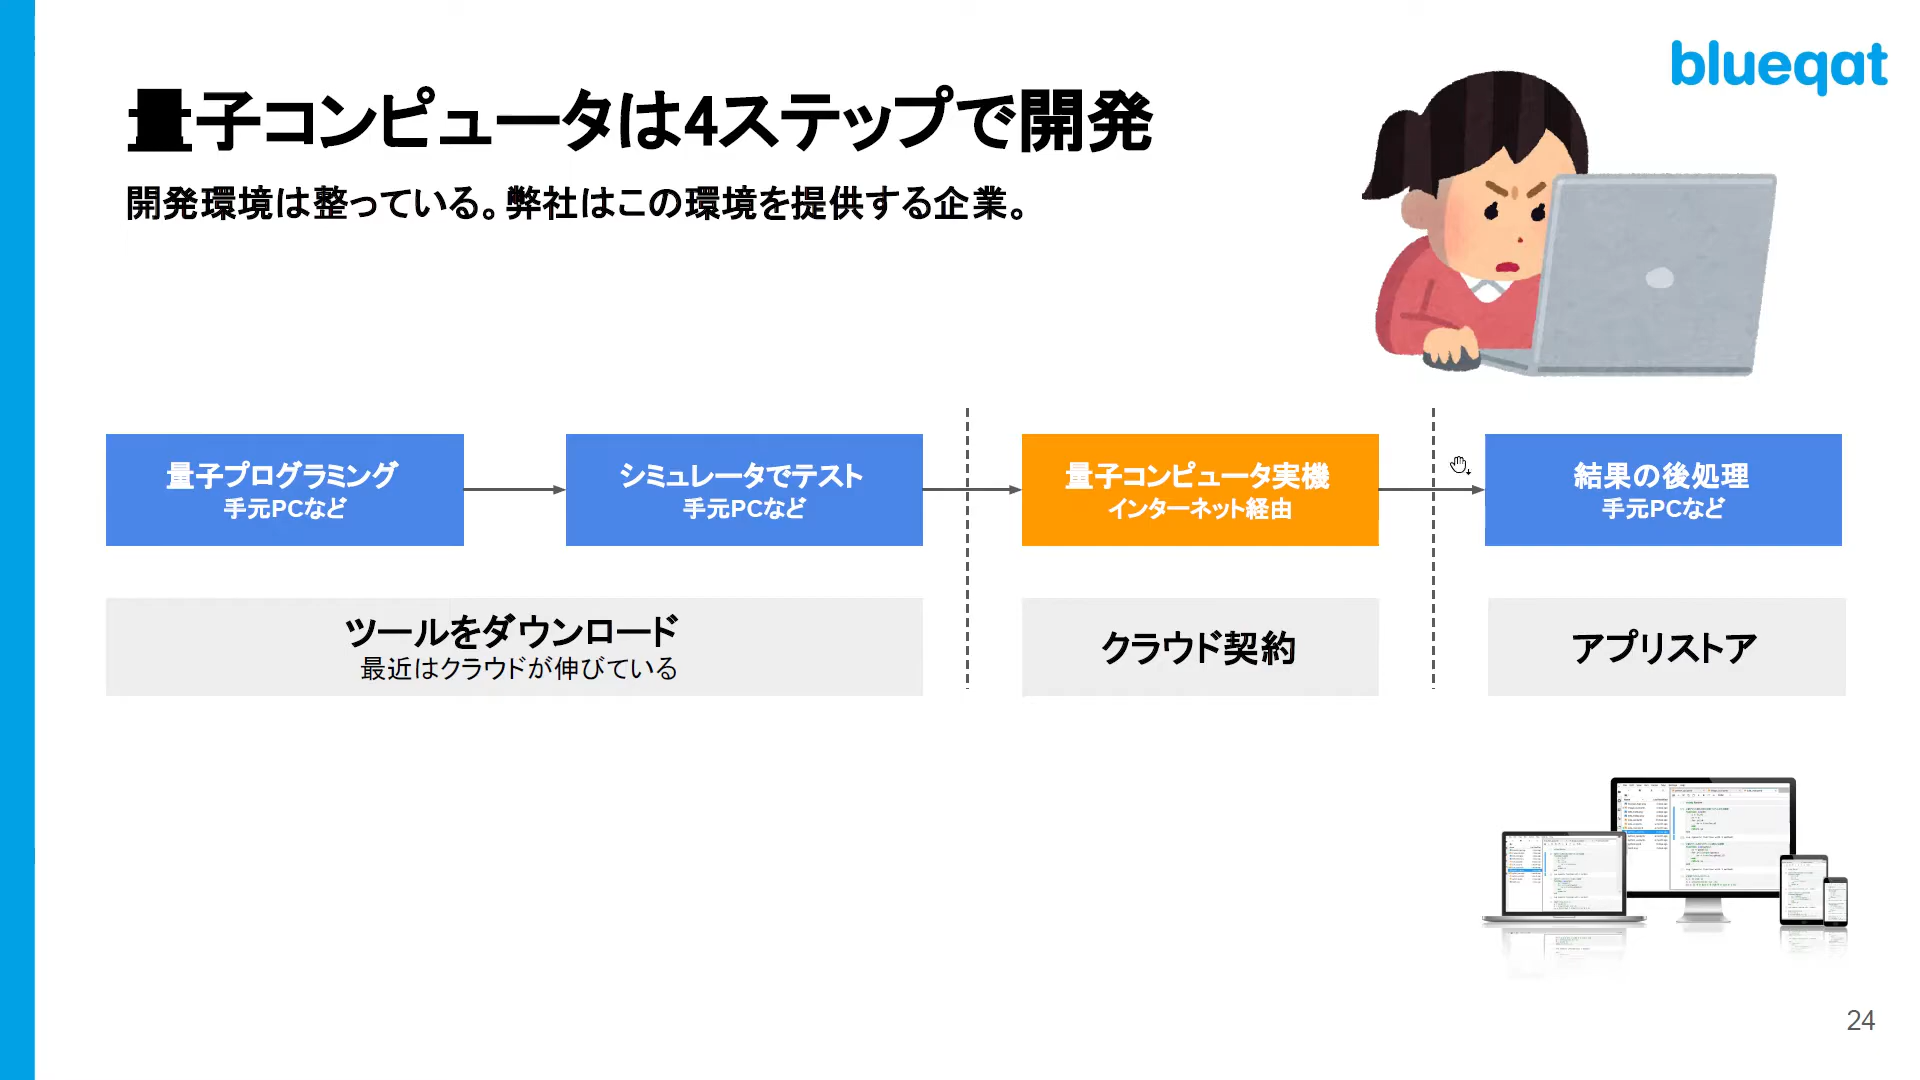 blueqat
量子コンピュータは4ステップで開発
開発環境は整っている。弊社はこの環境を提供する企業。
量子プログラミング
手元PCなど
シミュレータでテスト
手元PCなど
量子コンピュータ実機
インターネット経由
結果の後処理
手元PCなど
ツールをダウンロード
最近はクラウドが伸びている
クラウド契約
アプリストア
24